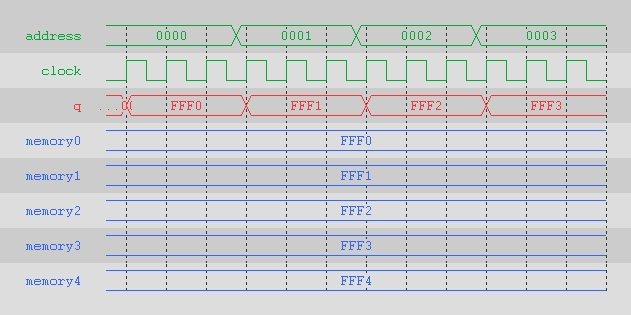 address 0000 0001 0002 0003
clock
q ...0 FFF0 FFF1 FFF2 FFF3
memory0 FFF0
memory1 FFF1
memory2 FFF2
memory3 FFF3
memory4 FFF4